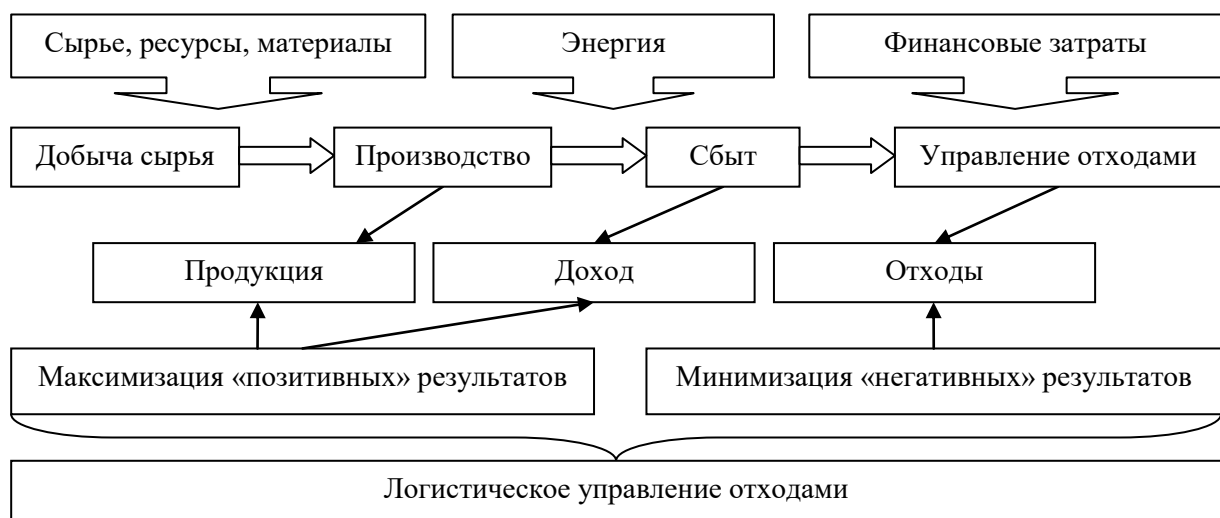 Сырье, ресурсы, материалы
Энергия
Финансовые затраты
Добыча сырья
Производство
Сбыт
Управление отходами
Продукция
Доход
Отходы
Максимизация «позитивных» результатов
Минимизация «негативных» результатов
Логистическое управление отходами